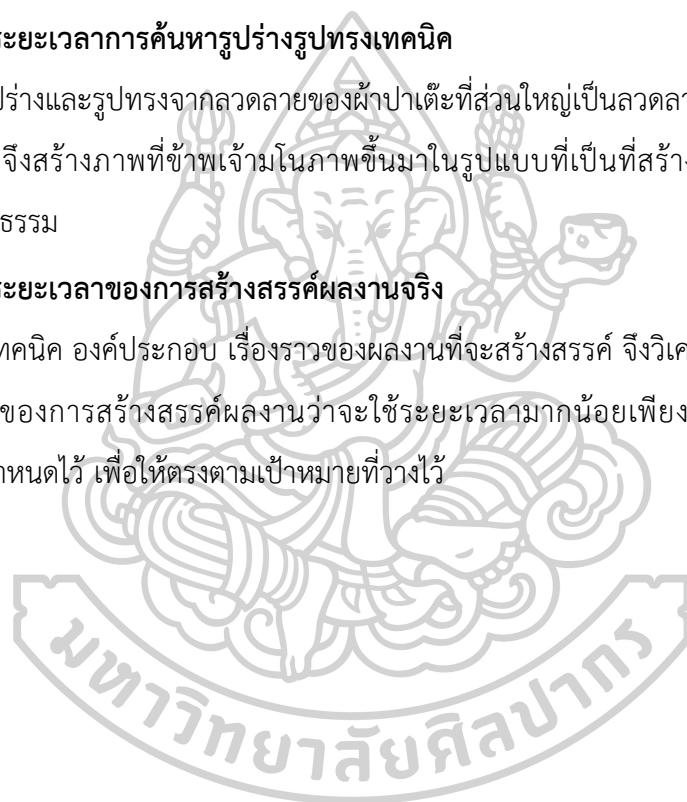 ระยะเวลาการค้นหารูปร่างรูปทรงเทคนิค
ปร่างและรูปทรงจากลวดลายของผ้าปาเต๊ะที่ส่วนใหญ่เป็นลวดลา
จึงสร้างภาพที่ข้าพเจ้ามโนภาพขึ้นมาในรูปแบบที่เป็นที่สร้าง
ธรรม
ระยะเวลาของการสร้างสรรค์ผลงานจริง
ทคนิค องค์ประกอบ เรื่องราวของผลงานที่จะสร้างสรรค์ จึงวิเค
ของการสร้างสรรค์ผลงานว่าจะใช้ระยะเวลามากน้อยเพียง
าหนดไว้ เพื่อให้ตรงตามเป้าหมายที่วางไว้
มหาวิทยาลัยศิลปากร